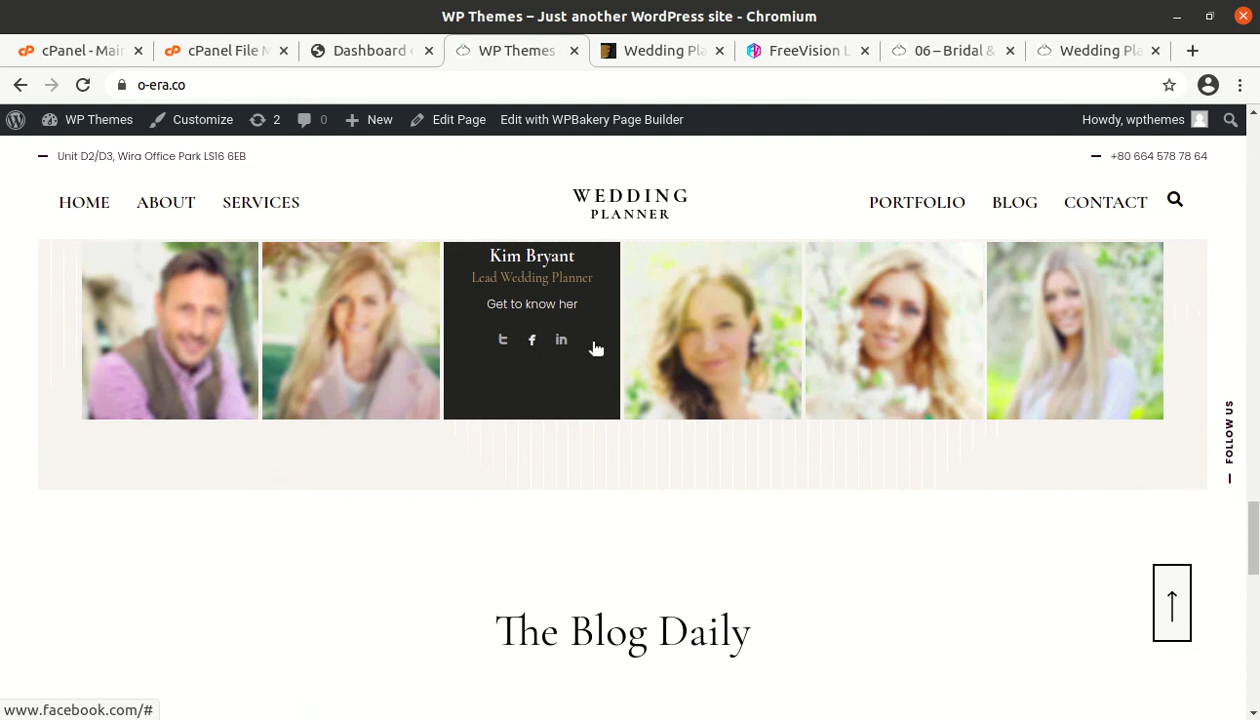 WP Themes – Just another WordPress site - Chromium
cPanel - Main
cPanel File M
Dashboard
WP Themes
Wedding Pla
FreeVision L
06 – Bridal &
Wedding Pla
o-era.co
WP Themes
Customize
2
0
New
Edit Page
Edit with WPBakery Page Builder
Howdy, wpthemes
Unit D2/D3, Wira Office Park LS16 6EB
+80 664 578 78 64
HOME
ABOUT
SERVICES
WEDDING
PLANNER
PORTFOLIO
BLOG
CONTACT
Kim Bryant
Lead Wedding Planner
Get to know her
FOLLOW US
The Blog Daily
www.facebook.com/#